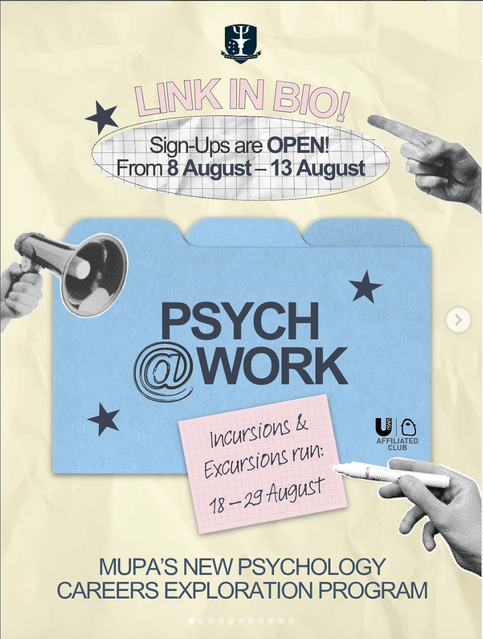 LINK IN BIO!
Sign-Ups are OPEN!
From 8 August – 13 August
PSYCH
@WORK
Incursions &
Excursions run:
18 – 29 August
AFFILIATED
CLUB
MUPA'S NEW PSYCHOLOGY
CAREERS EXPLORATION PROGRAM